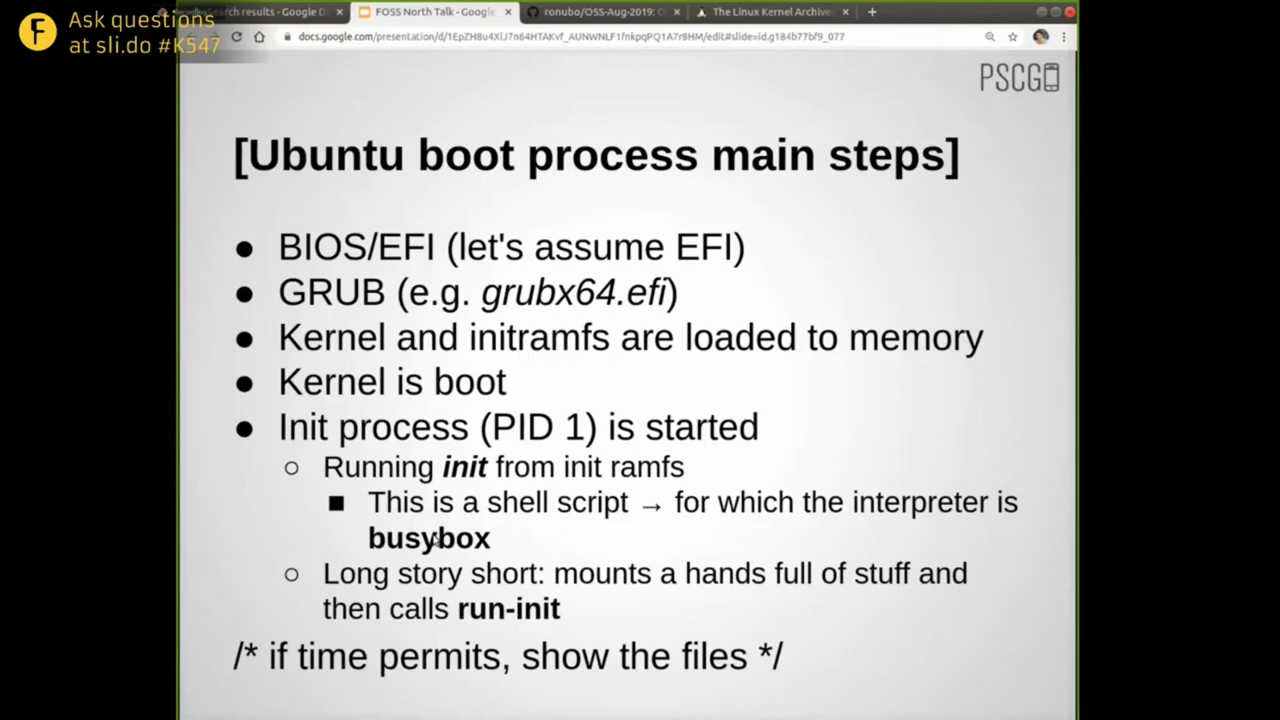 Ask questions
at sli.do #K547
Search results - Google D
FOSS North Talk - Google
ronubo/OSS-Aug-2019: O
The Linux Kernel Archive
docs.google.com/presentation/d/1EpZH8u4XlJ7n64HTAKvf_AUNWNLF1fnkpqPQ1A7r8HM/edit#slide=id.g184b77bf9_077
PSCG
[Ubuntu boot process main steps]
● BIOS/EFI (let's assume EFI)
● GRUB (e.g. grubx64.efi)
● Kernel and initramfs are loaded to memory
● Kernel is boot
● Init process (PID 1) is started
○ Running init from init ramfs
■ This is a shell script → for which the interpreter is
busybox
○ Long story short: mounts a hands full of stuff and
then calls run-init
/* if time permits, show the files */